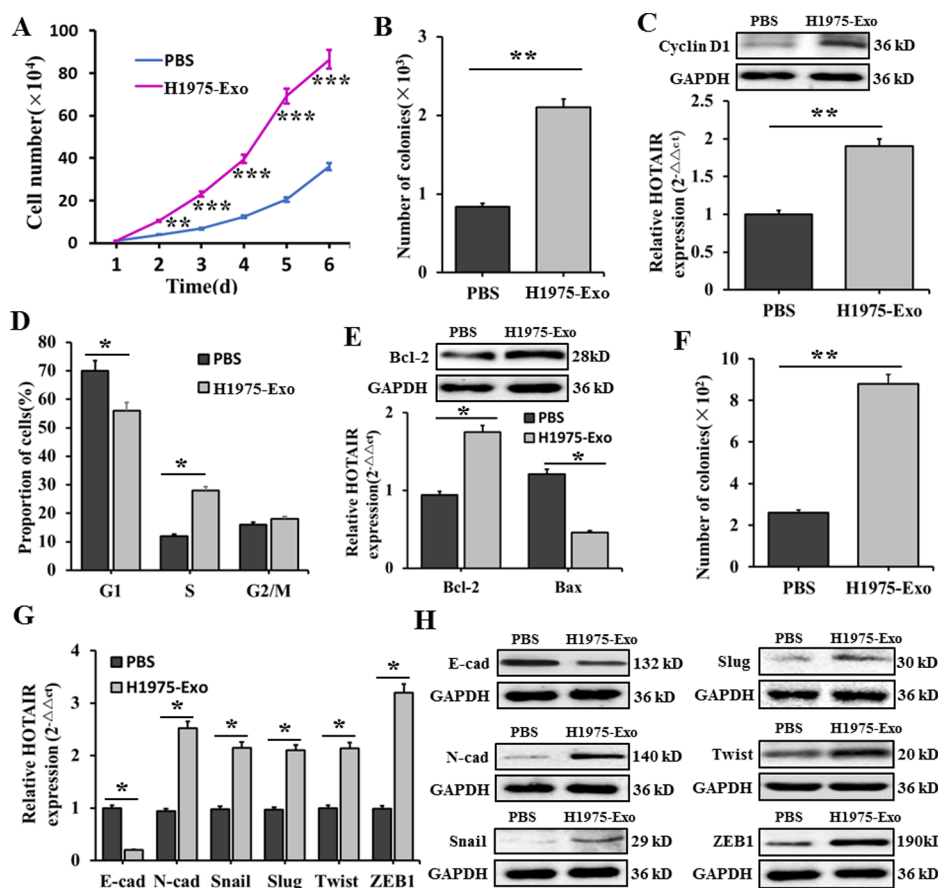 A
PBS
H1975-Exo
Cell number(×10⁴)
100
80
60
40
20
0
**
***
***
***
***
1 2 3 4 5 6
Time(d)
B
Number of colonies(×10³)
3
2
1
0
**
PBS H1975-Exo
C
PBS H1975-Exo
Cyclin D1 36 kD
GAPDH 36 kD
Relative HOTAIR
expression (2-△△ct)
2.5
2
1.5
1
0.5
0
**
PBS H1975-Exo
D
Proportion of cells(%)
80
70
60
50
40
30
20
10
0
PBS
H1975-Exo
*
*
G1 S G2/M
E
PBS H1975-Exo
Bcl-2 28kD
GAPDH 36 kD
Relative HOTAIR
expression(2-△△ct)
2
1
0
PBS
H1975-Exo
*
*
Bcl-2 Bax
F
Number of colonies(×10²)
10
8
6
4
2
0
**
PBS H1975-Exo
G
Relative HOTAIR
expression (2-△△ct)
4
3
2
1
0
PBS
H1975-Exo
*
*
*
*
*
*
E-cad N-cad Snail Slug Twist ZEB1
H
PBS H1975-Exo
E-cad 132 kD
GAPDH 36 kD
PBS H1975-Exo
N-cad 140 kD
GAPDH 36 kD
PBS H1975-Exo
Snail 29 kD
GAPDH 36 kD
PBS H1975-Exo
Slug 30 kD
GAPDH 36 kD
PBS H1975-Exo
Twist 20 kD
GAPDH 36 kD
PBS H1975-Exo
ZEB1
GAPDH 36 kD